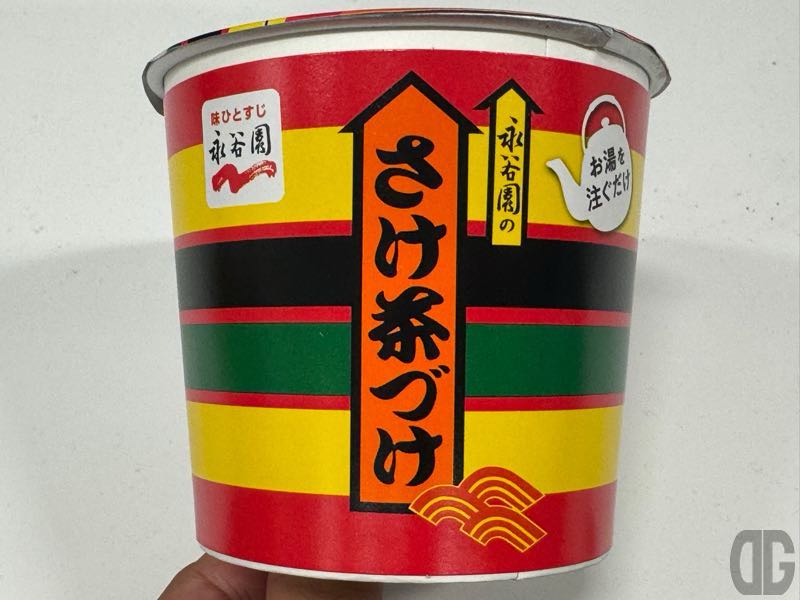 味ひとすじ
永谷園
さけ茶づけ
永谷園の
お湯を
注ぐだけ
DG